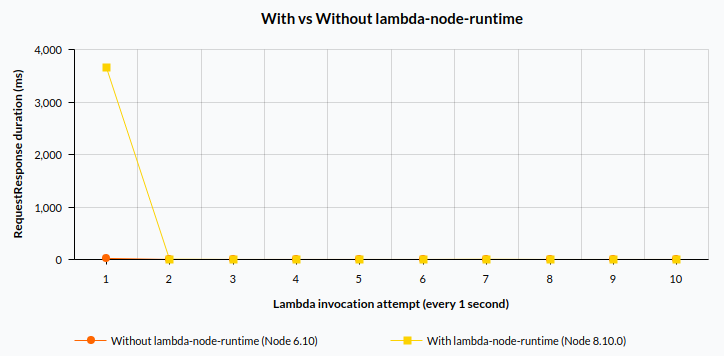 With vs Without lambda-node-runtime
4,000
3,000
2,000
1,000
0
RequestResponse duration (ms)
1 2 3 4 5 6 7 8 9 10
Lambda invocation attempt (every 1 second)
Without lambda-node-runtime (Node 6.10) With lambda-node-runtime (Node 8.10.0)